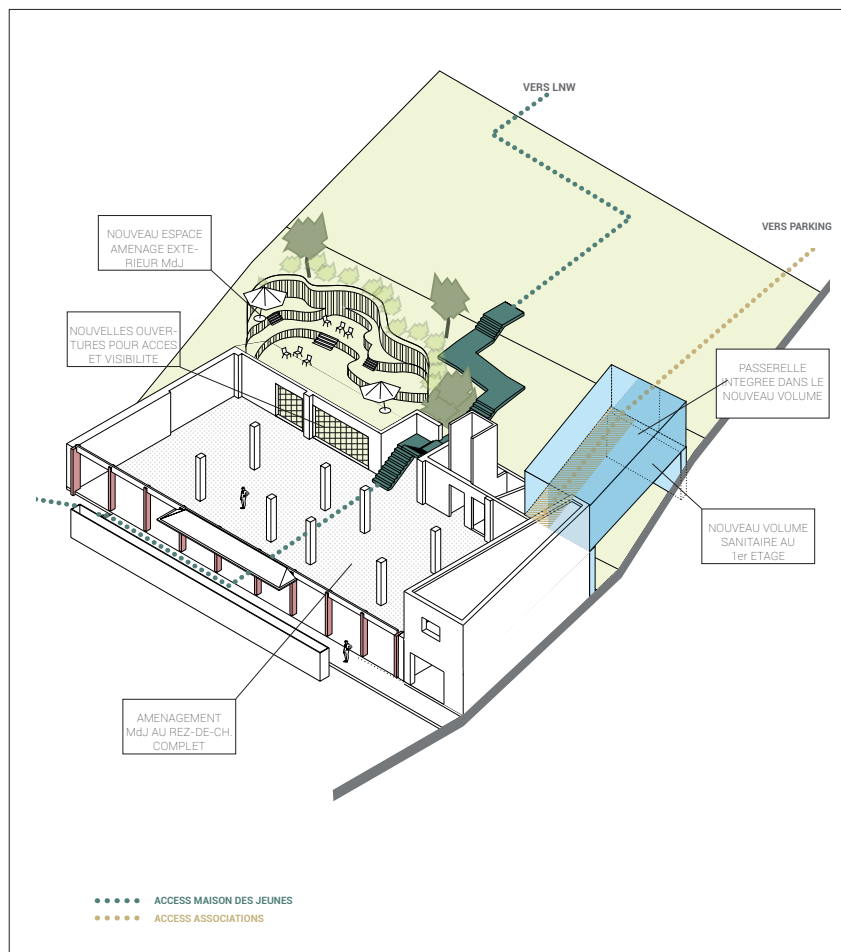 VERS LNW
VERS PARKING
NOUVEAU ESPACE
AMENAGE EXTE-
RIEUR MdJ
NOUVELLES OUVER-
TURES POUR ACCES
ET VISIBILITE
PASSERELLE
INTEGREE DANS LE
NOUVEAU VOLUME
NOUVEAU VOLUME
SANITAIRE AU
1er ETAGE
AMENAGEMENT
MdJ AU REZ-DE-CH.
COMPLET
ACCESS MAISON DES JEUNES
ACCESS ASSOCIATIONS